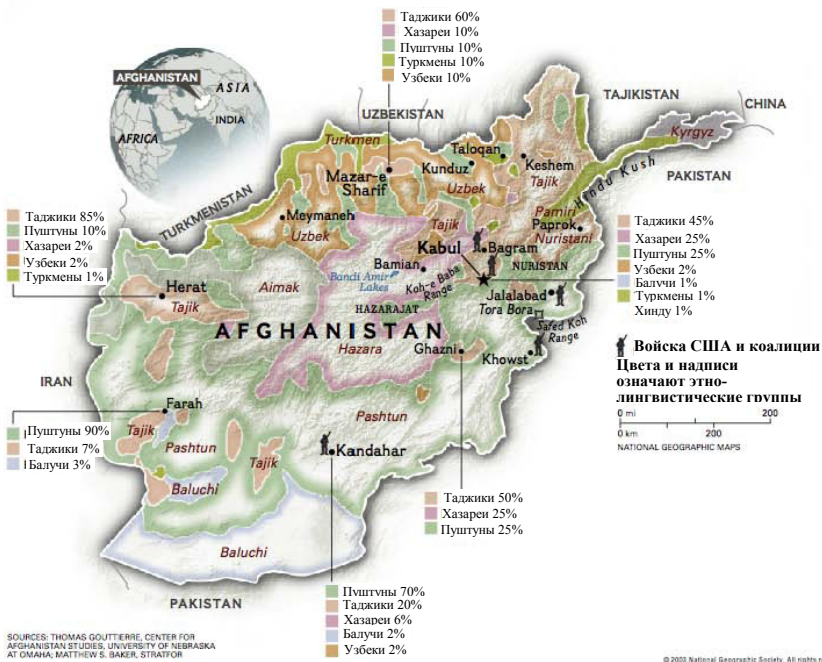 Таджики 60%
Хазареи 10%
Пуштуны 10%
Туркмены 10%
Узбеки 10%
AFGHANISTAN
ASIA
INDIA
AFRICA
UZBEKISTAN
TAJIKISTAN
CHINA
TURKMENISTAN
PAKISTAN
Turkmen
Taloqan
Kunduz
Keshem
Kyrgyz
Mazar-e
Sharif
Uzbek
Tajik
Hindu Kush
Таджики 85%
Пуштуны 10%
Хазареи 2%
Узбеки 2%
Туркмены 1%
Meymaneh
Uzbek
Tajik
Pamiri
Paprok
Nuristani
Kabul
Bagram
Bamian
NURISTAN
Таджики 45%
Хазареи 25%
Пуштуны 25%
Узбеки 2%
Балучи 1%
Туркмены 1%
Хинду 1%
Herat
Tajik
Aimak
Bandi Amir
Lakes
Koh-e Baba
Range
HAZARAJAT
Jalalabad
Tora Bora
Safed Koh
Range
AFGHANISTAN
Hazara
Ghazni
Khowst
Войска США и коалиции
Цвета и надписи
означают этно-
лингвистические группы
0 mi 200
0 km 200
NATIONAL GEOGRAPHIC MAPS
IRAN
Farah
Пуштуны 90%
Таджики 7%
Балучи 3%
Tajik
Pashtun
Pashtun
Tajik
Kandahar
Baluchi
Таджики 50%
Хазареи 25%
Пуштуны 25%
Baluchi
PAKISTAN
Пуштуны 70%
Таджики 20%
Хазареи 6%
Балучи 2%
Узбеки 2%
SOURCES: THOMAS GOUTTIERRE, CENTER FOR
AFGHANISTAN STUDIES, UNIVERSITY OF NEBRASKA
AT OMAHA; MATTHEW S. BAKER, STRATFOR
© 2003 National Geographic Society. All rights